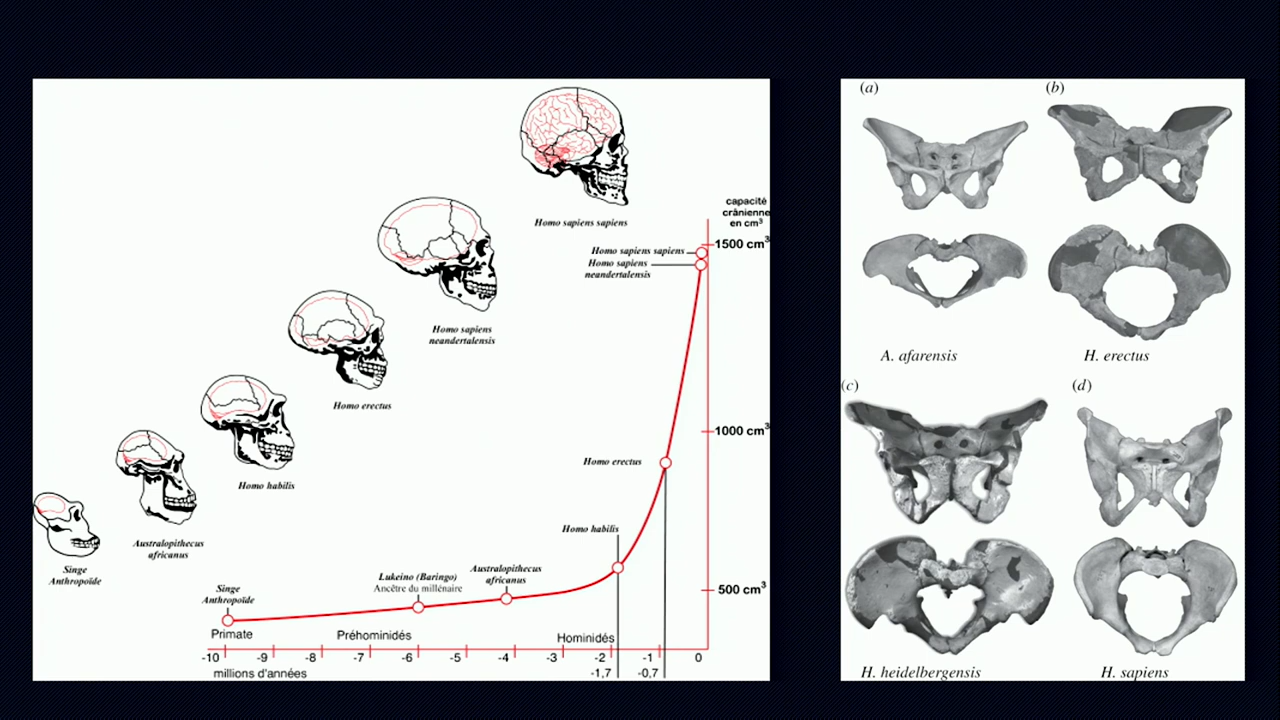 Homo sapiens sapiens
Homo sapiens
neandertalensis
Homo erectus
Homo habilis
Australopithecus
africanus
Singe
Anthropoïde
capacité
crânienne
en cm³
1500 cm³
1000 cm³
500 cm³
Homo sapiens sapiens
Homo sapiens
neandertalensis
Homo erectus
Homo habilis
Australopithecus
africanus
Lukeino (Baringo)
Ancêtre du millénaire
Singe
Anthropoïde
Primate
Préhominidés
Hominidés
-10 -9 -8 -7 -6 -5 -4 -3 -2 -1 0
millions d'années
-1,7 -0,7
(a)
(b)
A. afarensis
H. erectus
(c)
(d)
H. heidelbergensis
H. sapiens